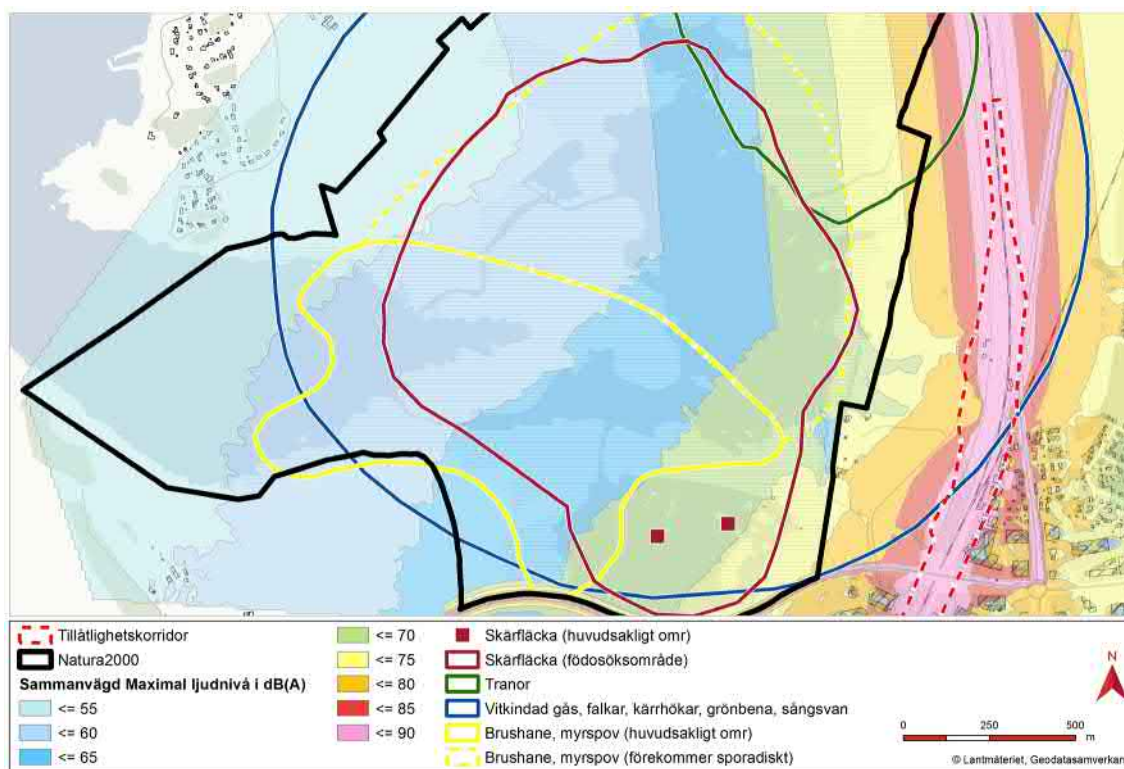 Tillåtlighetskorridor
Natura2000
Sammanvägd Maximal ljudnivå i dB(A)
<= 55
<= 60
<= 65
<= 70
<= 75
<= 80
<= 85
<= 90
Skärfläcka (huvudsakligt omr)
Skärfläcka (födosöksområde)
Tranor
Vitkindad gås, falkar, kärrhökar, grönbena, sångsvan
Brushane, myrspov (huvudsakligt omr)
Brushane, myrspov (förekommer sporadiskt)
N
0 250 500
m
© Lantmäteriet, Geodatasamverkan